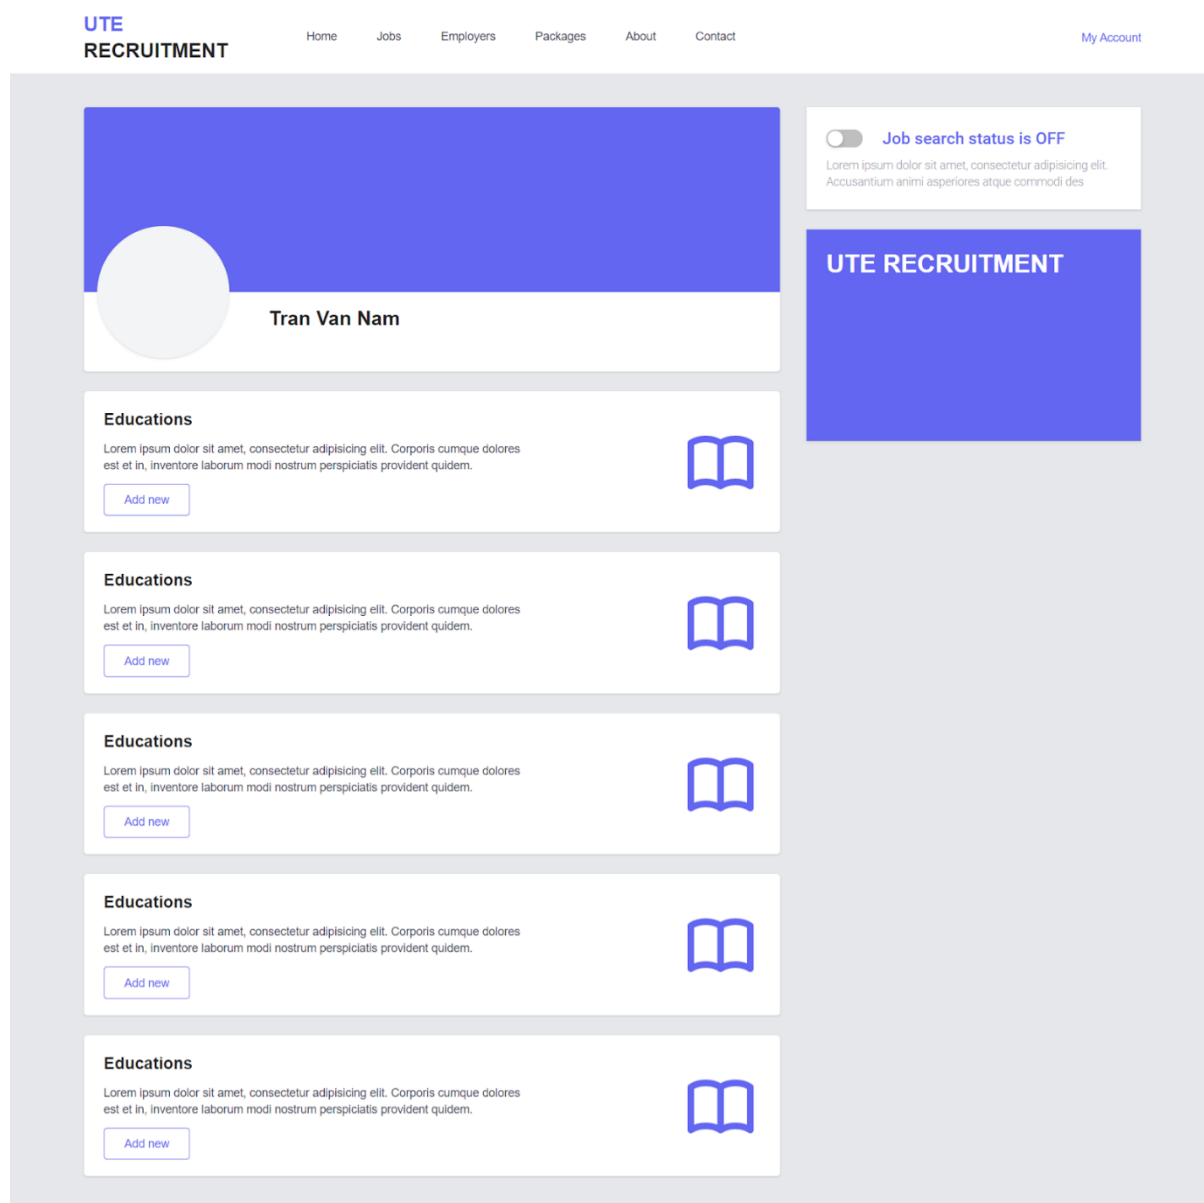 UTE
RECRUITMENT
Home
Jobs
Employers
Packages
About
Contact
My Account
Tran Van Nam
Educations
Lorem ipsum dolor sit amet, consectetur adipisicing elit. Corporis cumque dolores
est et in, inventore laborum modi nostrum perspiciatis provident quidem.
Add new
Educations
Lorem ipsum dolor sit amet, consectetur adipisicing elit. Corporis cumque dolores
est et in, inventore laborum modi nostrum perspiciatis provident quidem.
Add new
Educations
Lorem ipsum dolor sit amet, consectetur adipisicing elit. Corporis cumque dolores
est et in, inventore laborum modi nostrum perspiciatis provident quidem.
Add new
Educations
Lorem ipsum dolor sit amet, consectetur adipisicing elit. Corporis cumque dolores
est et in, inventore laborum modi nostrum perspiciatis provident quidem.
Add new
Educations
Lorem ipsum dolor sit amet, consectetur adipisicing elit. Corporis cumque dolores
est et in, inventore laborum modi nostrum perspiciatis provident quidem.
Add new
Job search status is OFF
Lorem ipsum dolor sit amet, consectetur adipisicing elit.
Accusantium animi asperiores atque commodi des
UTE RECRUITMENT